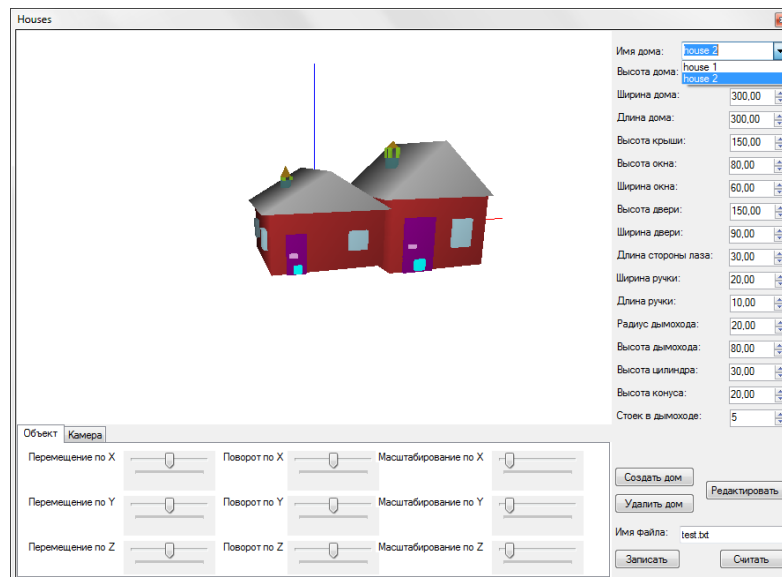 Houses
Имя дома: house 2
house 1
house 2
Высота дома:
Ширина дома: 300,00
Длина дома: 300,00
Высота крыши: 150,00
Высота окна: 80,00
Ширина окна: 60,00
Высота двери: 150,00
Ширина двери: 90,00
Длина стороны лаза: 30,00
Ширина ручки: 20,00
Длина ручки: 10,00
Радиус дымохода: 20,00
Высота дымохода: 80,00
Высота цилиндра: 30,00
Высота конуса: 20,00
Стоек в дымоходе: 5
Объект Камера
Перемещение по X Поворот по X Масштабирование по X
Перемещение по Y Поворот по Y Масштабирование по Y
Перемещение по Z Поворот по Z Масштабирование по Z
Создать дом
Редактировать
Удалить дом
Имя файла: test.txt
Записать Считать